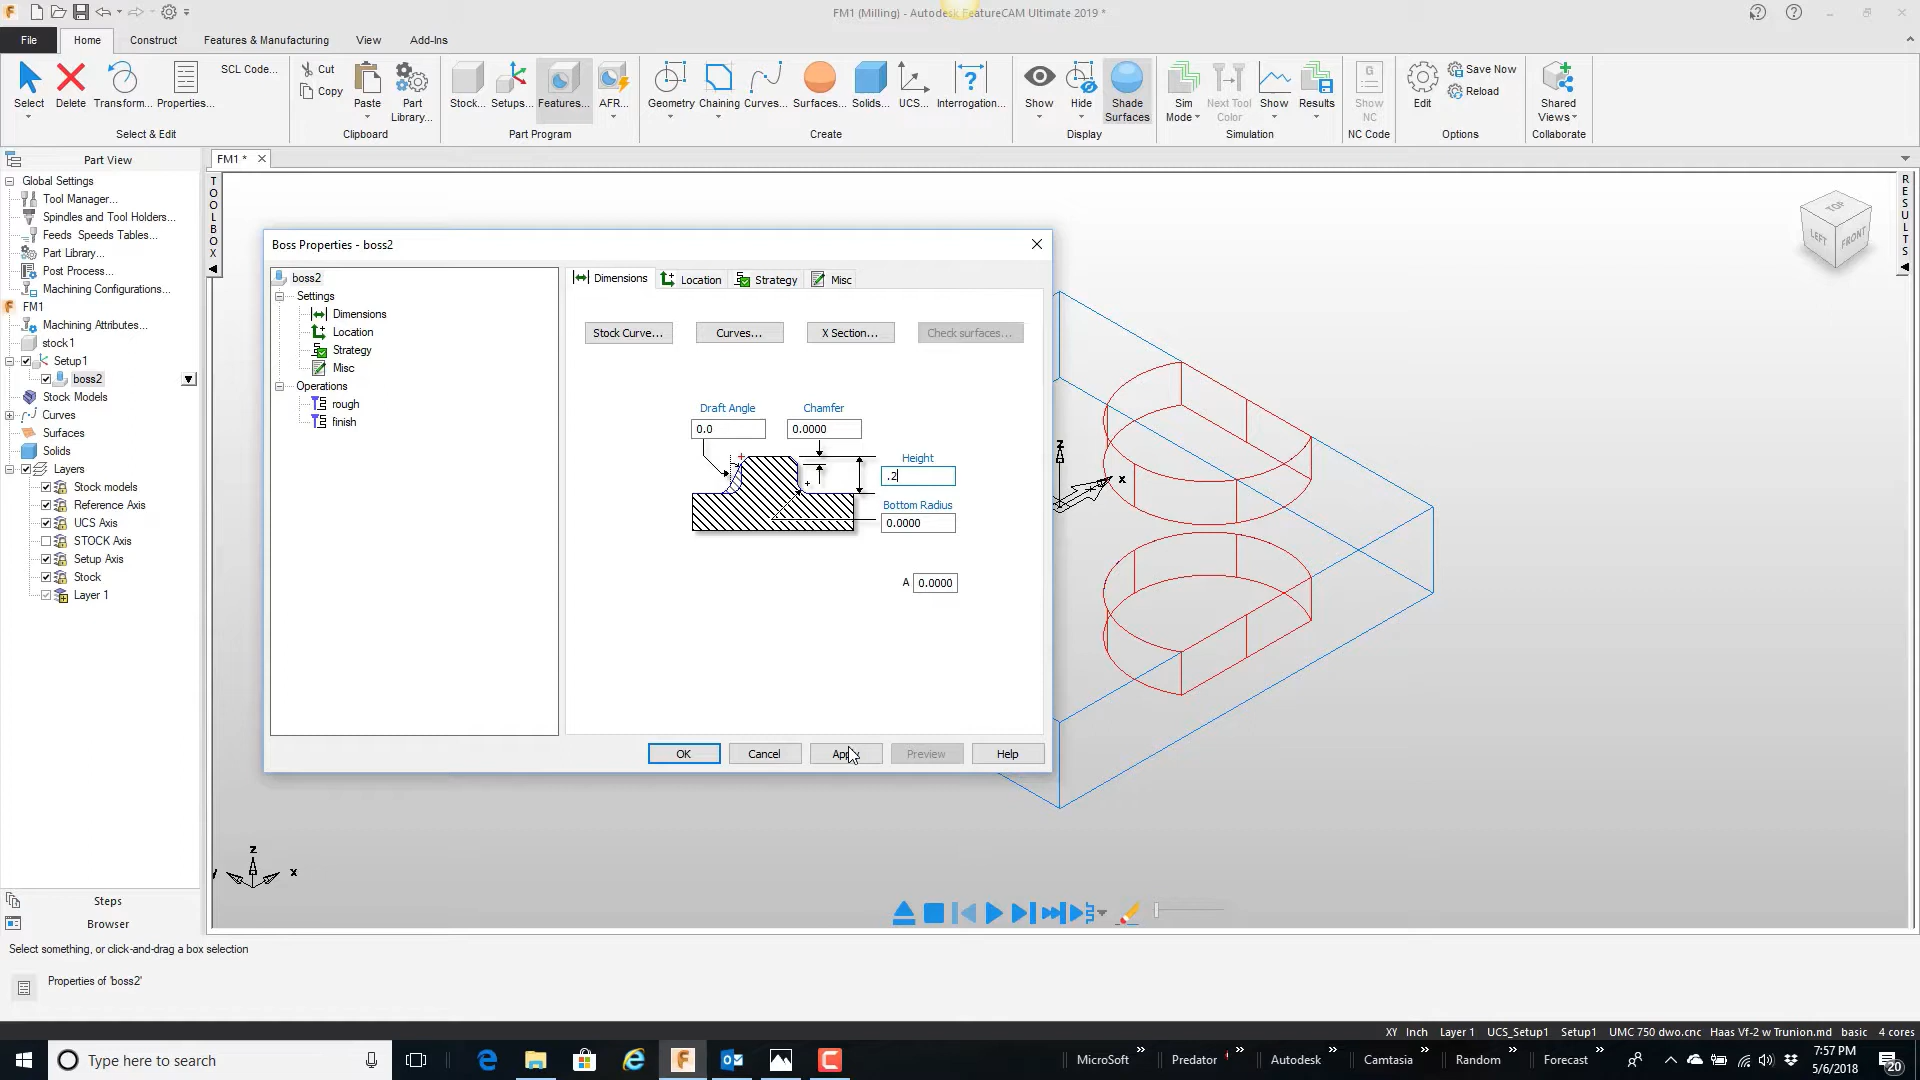 FM1 (Milling) - Autodesk FeatureCAM Ultimate 2019 *
File
Home
Construct
Features & Manufacturing
View
Add-Ins
Select
Delete
Transform...
Properties...
SCL Code...
Cut
Copy
Paste
Part
Library...
Stock...
Setups...
Features...
AFR...
Geometry
Chaining
Curves...
Surfaces...
Solids...
UCS...
Interrogation...
Show
Hide
Shade
Surfaces
Sim
Mode
Next Tool
Color
Show
Results
Show
NC
Edit
Save Now
Reload
Shared
Views
Select & Edit
Clipboard
Part Program
Create
Display
Simulation
NC Code
Options
Collaborate
Part View
FM1 *
Global Settings
Tool Manager...
Spindles and Tool Holders...
Feeds Speeds Tables...
Part Library...
Post Process...
Machining Configurations...
FM1
Machining Attributes...
stock1
Setup1
boss2
Stock Models
Curves
Surfaces
Solids
Layers
Stock models
Reference Axis
UCS Axis
STOCK Axis
Setup Axis
Stock
Layer 1
Steps
Browser
TOOLBOX
RESULTS
TOP
LEFT
FRONT
Boss Properties - boss2
boss2
Settings
Dimensions
Location
Strategy
Misc
Operations
rough
finish
Dimensions
Location
Strategy
Misc
Stock Curve...
Curves...
X Section...
Check surfaces...
Draft Angle
Chamfer
0.0
0.0000
Height
.2
Bottom Radius
0.0000
A 0.0000
OK
Cancel
Preview
Help
z
x
z
x
Select something, or click-and-drag a box selection
Properties of 'boss2'
XY Inch Layer 1 UCS_Setup1 Setup1 UMC 750 dwo.cnc Haas Vf-2 w Trunion.md basic 4 cores
Type here to search
MicroSoft
Predator
Autodesk
Camtasia
Random
Forecast
7:57 PM
5/6/2018
20